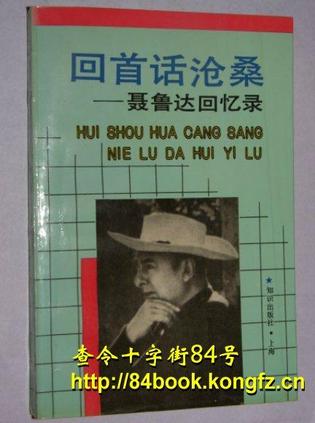 回首话沧桑
——聂鲁达回忆录
HUI SHOU HUA CANG SANG
NIE LU DA HUI YI LU
★知识出版社·上海
查令十字街84号
http://84book.kongfz.cn